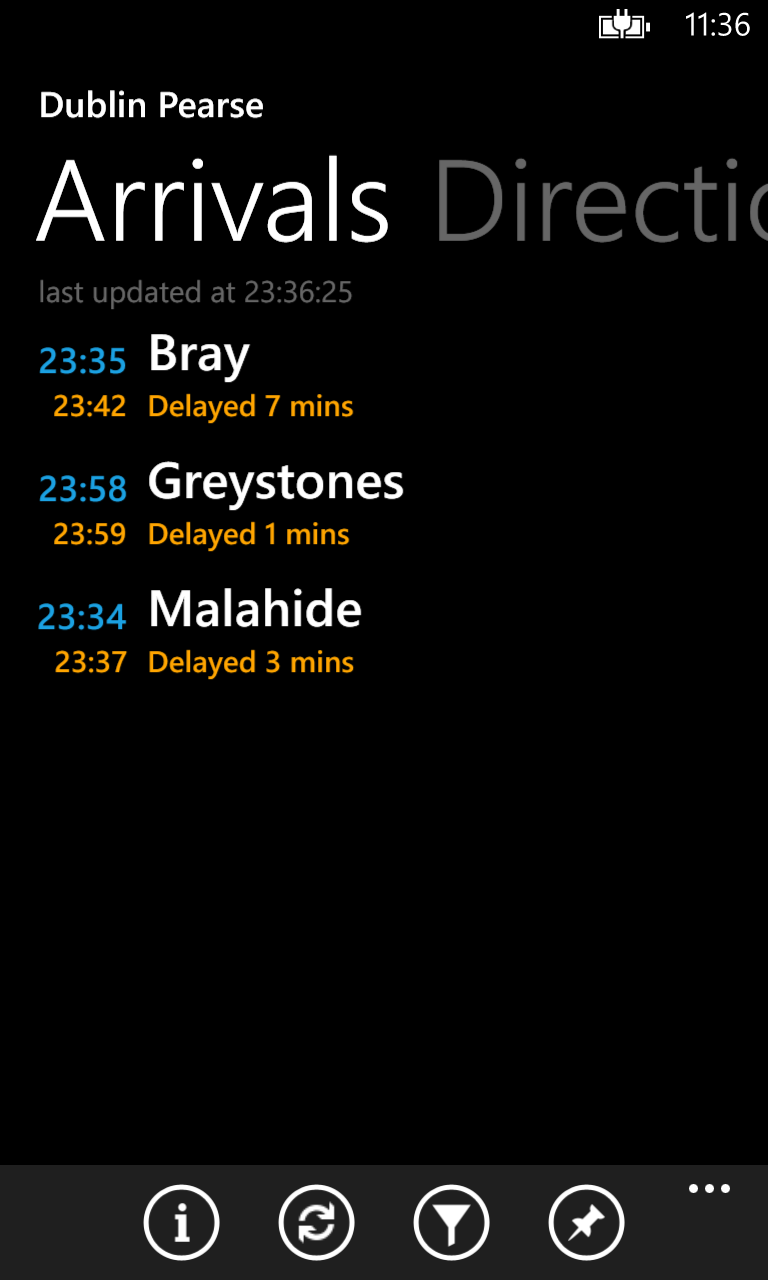 11:36
Dublin Pearse
Arrivals Directio
last updated at 23:36:25
23:35 Bray
23:42 Delayed 7 mins
23:58 Greystones
23:59 Delayed 1 mins
23:34 Malahide
23:37 Delayed 3 mins